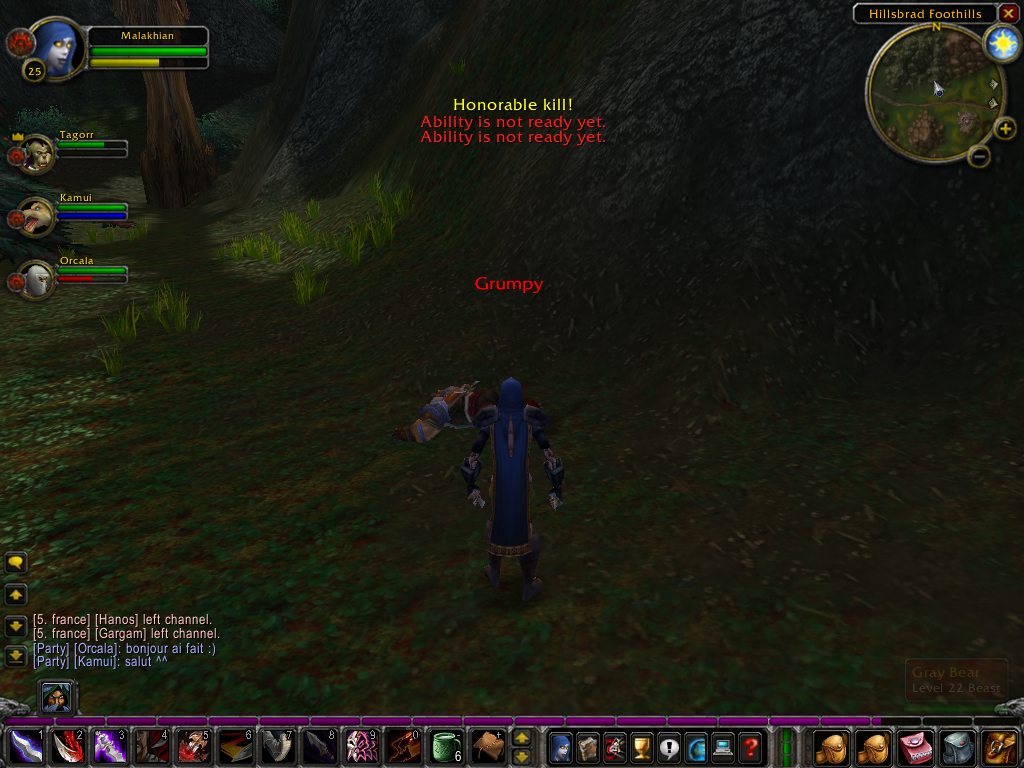 Malakhian
25
Tagorr
Kamui
Orcala
Hillsbrad Foothills
N
Honorable kill!
Ability is not ready yet.
Ability is not ready yet.
Grumpy
[5. france] [Hanos] left channel.
[5. france] [Gargam] left channel.
[Party] [Orcala]: bonjour ai fait :)
[Party] [Kamui]: salut ^^
Gray Bear
Level 22 Beast
1 2 3 4 5 6 7 8 9 0 - =
6